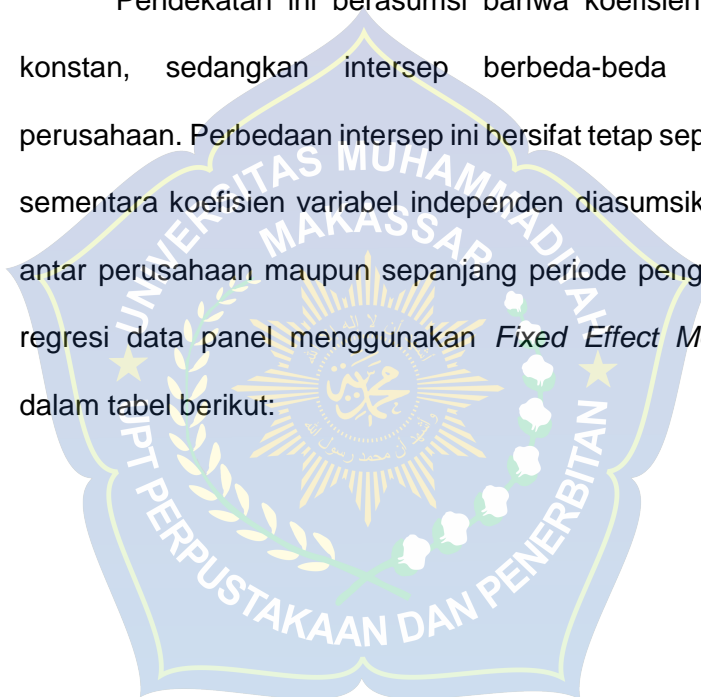 Pendekatan ini berasumsi bahwa koefisien
konstan, sedangkan intersep berbeda-beda
perusahaan. Perbedaan intersep ini bersifat tetap sep
sementara koefisien variabel independen diasumsik
antar perusahaan maupun sepanjang periode peng
regresi data panel menggunakan Fixed Effect M
dalam tabel berikut:
UNIVERSITAS MUHAMMADIYAH
MAKASSAR
UPT PERPUSTAKAAN DAN PENERBITAN